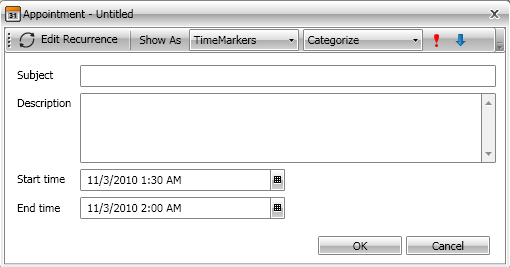 31 Appointment - Untitled
Edit Recurrence Show As TimeMarkers Categorize
Subject
Description
Start time 11/3/2010 1:30 AM
End time 11/3/2010 2:00 AM
OK Cancel